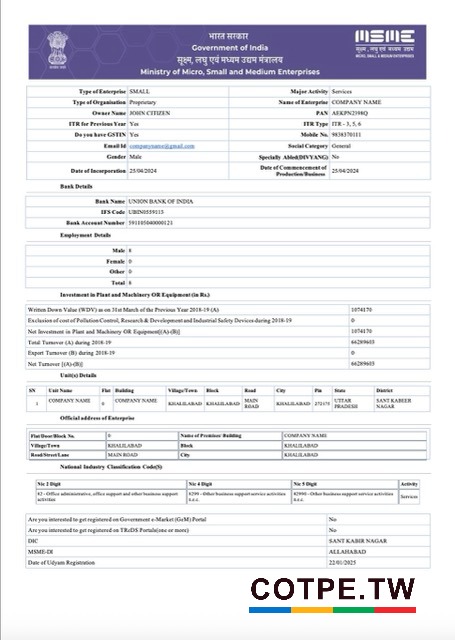 भारत सरकार
Government of India
सूक्ष्म, लघु एवं मध्यम उद्यम मंत्रालय
Ministry of Micro, Small and Medium Enterprises
MSME
सूक्ष्म, लघु एवं मध्यम उद्यम
MICRO, SMALL & MEDIUM ENTERPRISES
Type of Enterprise SMALL Major Activity Services
Type of Organisation Proprietary Name of Enterprise COMPANY NAME
Owner Name JOHN CITIZEN PAN AEKPN2398Q
ITR for Previous Year Yes ITR Type ITR - 3, 5, 6
Do you have GSTIN Yes Mobile No. 9838370111
Email Id companyname@gmail.com Social Category General
Gender Male Specially Abled(DIVYANG) No
Date of Incorporation 25/04/2024 Date of Commencement of Production/Business 25/04/2024
Bank Details
Bank Name UNION BANK OF INDIA
IFS Code UBIN0559113
Bank Account Number 591105040000121
Employment Details
Male 8
Female 0
Other 0
Total 8
Investment in Plant and Machinery OR Equipment (in Rs.)
Written Down Value (WDV) as on 31st March of the Previous Year 2018-19 (A) 1074170
Exclusion of cost of Pollution Control, Research & Development and Industrial Safety Devices during 2018-19 0
Net Investment in Plant and Machinery OR Equipment[(A)-(B)] 1074170
Total Turnover (A) during 2018-19 66289603
Export Turnover (B) during 2018-19 0
Net Turnover [(A)-(B)] 66289603
Unit(s) Details
SN Unit Name Flat Building Village/Town Block Road City Pin State District
1 COMPANY NAME 0 COMPANY NAME KHALILABAD KHALILABAD MAIN ROAD KHALILABAD 272175 UTTAR PRADESH SANT KABEER NAGAR
Official address of Enterprise
Flat/Door/Block No. 0 Name of Premises/ Building COMPANY NAME
Village/Town KHALILABAD Block KHALILABAD
Road/Street/Lane MAIN ROAD City KHALILABAD
National Industry Classification Code(S)
Nic 2 Digit Nic 4 Digit Nic 5 Digit Activity
82 - Office administrative, office support and other business support activities 8299 - Other business support service activities n.e.c. 82990 - Other business support service activities n.e.c. Services
Are you interested to get registered on Government e-Market (GeM) Portal No
Are you interested to get registered on TReDS Portals(one or more) No
DIC SANT KABIR NAGAR
MSME-DI ALLAHABAD
Date of Udyam Registration 22/01/2025
COTPE.TW